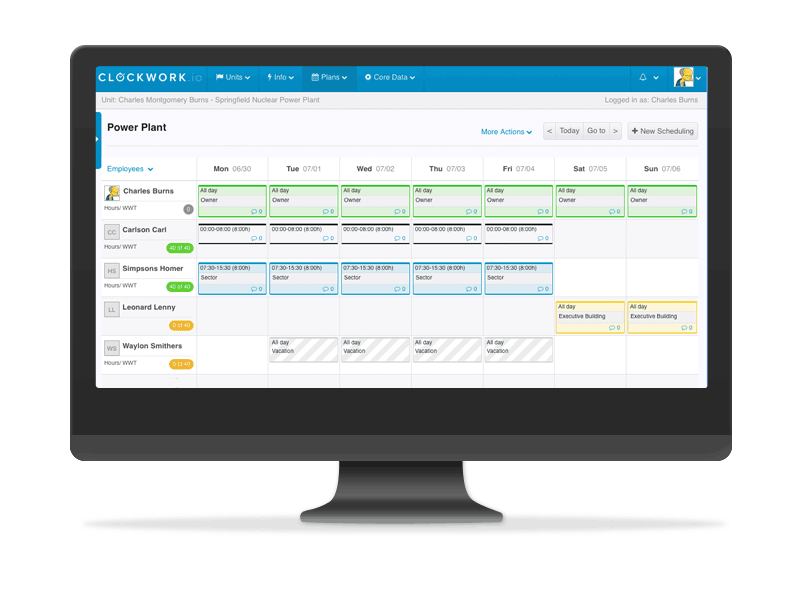 CLOCKWORK.io Units Info Plans Core Data
Unit: Charles Montgomery Burns - Springfield Nuclear Power Plant Logged in as: Charles Burns
Power Plant
More Actions < Today Go to > + New Scheduling
Employees Mon 06/30 Tue 07/01 Wed 07/02 Thu 07/03 Fri 07/04 Sat 07/05 Sun 07/06
Charles Burns All day All day All day All day All day All day All day
Owner Owner Owner Owner Owner Owner Owner
Hours/ WWT 0 0 0 0 0 0 0 0
CC Carlson Carl 00:00-08:00 (8:00h) 00:00-08:00 (8:00h) 00:00-08:00 (8:00h) 00:00-08:00 (8:00h) 00:00-08:00 (8:00h)
0 0 0 0 0
Hours/ WWT 40 of 40
HS Simpsons Homer 07:30-15:30 (8:00h) 07:30-15:30 (8:00h) 07:30-15:30 (8:00h) 07:30-15:30 (8:00h) 07:30-15:30 (8:00h)
Sector Sector Sector Sector Sector
Hours/ WWT 40 of 40 0 0 0 0 0
LL Leonard Lenny All day All day
Executive Building Executive Building
0 of 40 0 0
WS Waylon Smithers All day All day All day All day
Vacation Vacation Vacation Vacation
Hours/ WWT 0 of 40